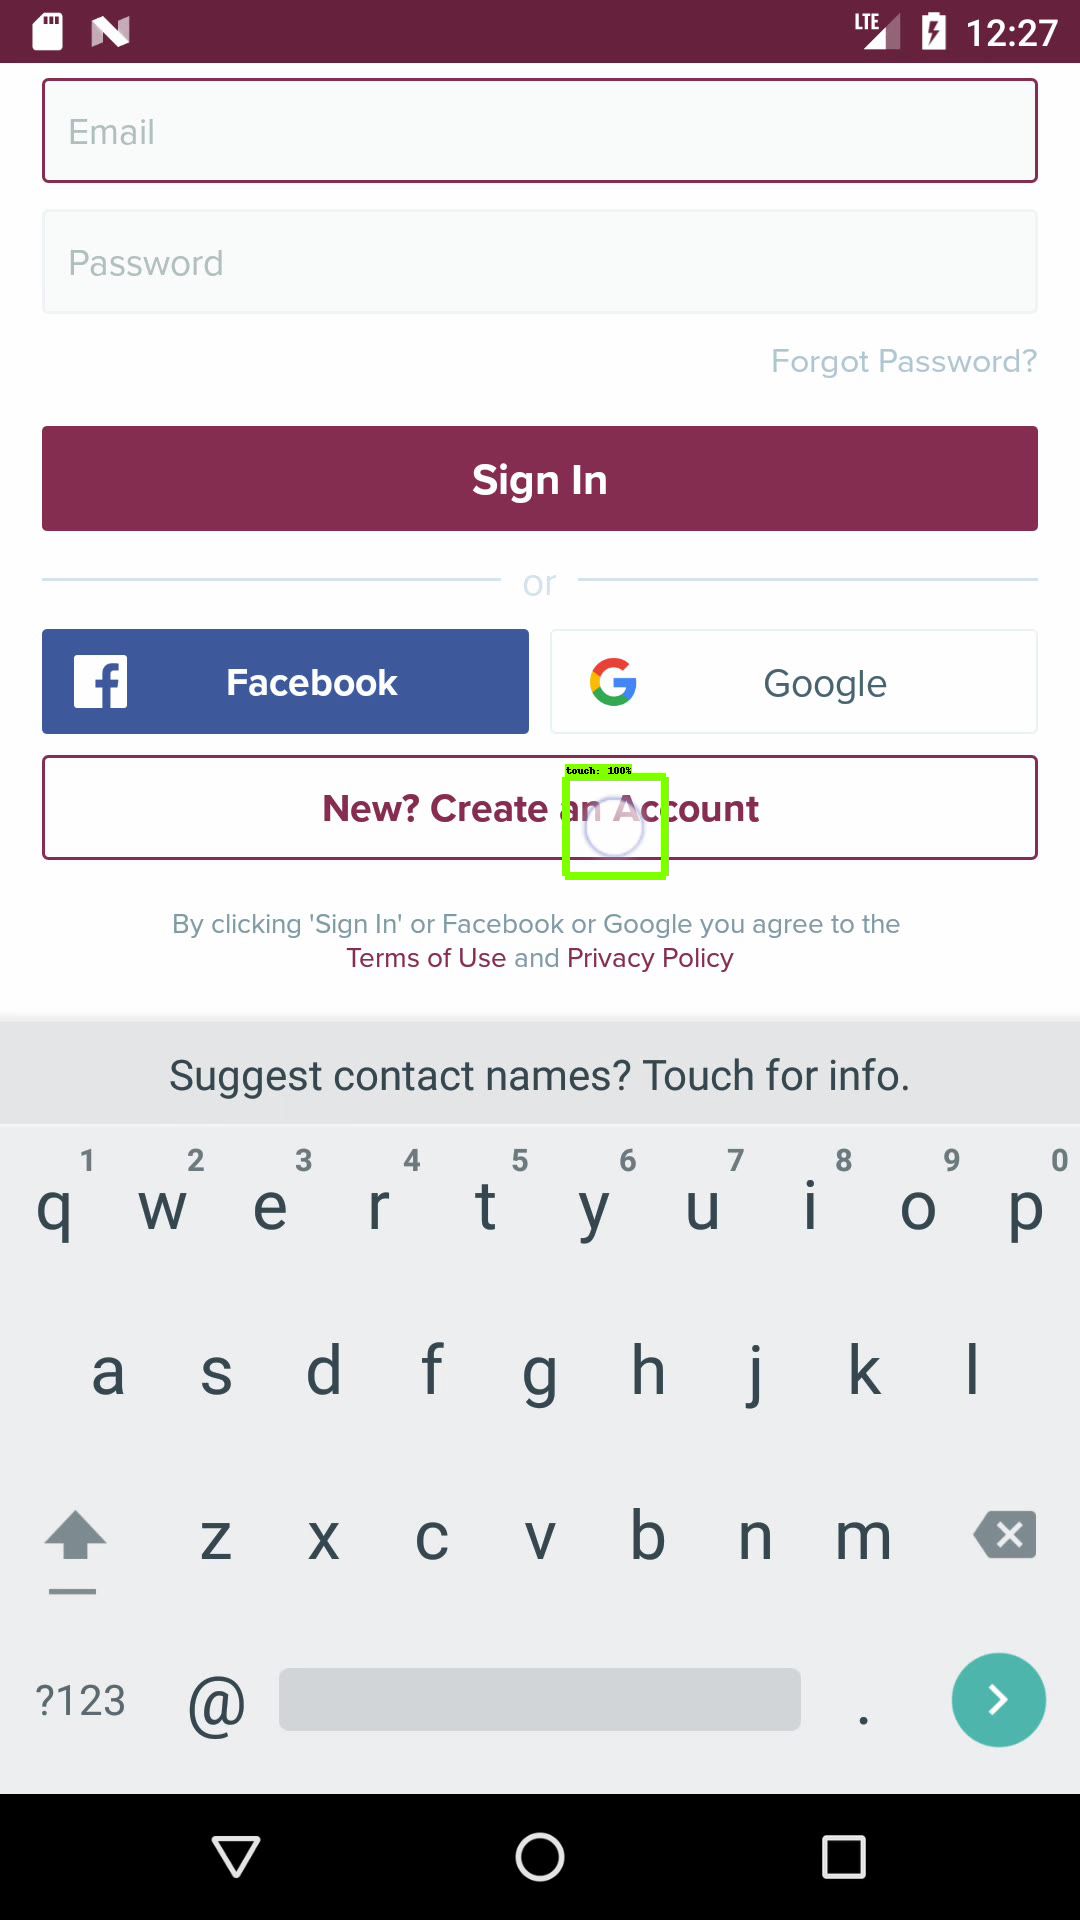 LTE 12:27
Email
Password
Forgot Password?
Sign In
or
Facebook
Google
touch: 100%
New? Create an Account
By clicking 'Sign In' or Facebook or Google you agree to the
Terms of Use and Privacy Policy
Suggest contact names? Touch for info.
1 2 3 4 5 6 7 8 9 0
q w e r t y u i o p
a s d f g h j k l
z x c v b n m
?123 @ .